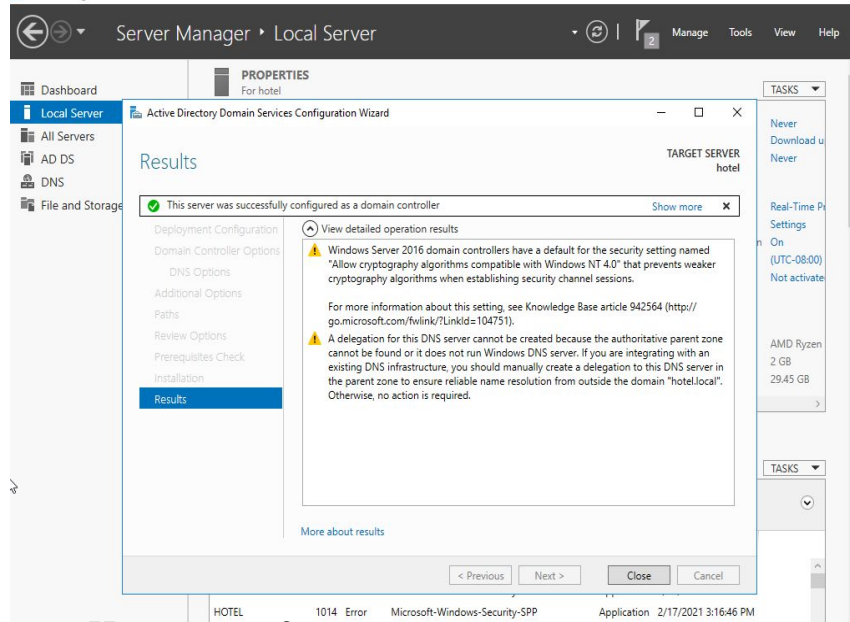 Server Manager ‣ Local Server
2 Manage Tools View Help
PROPERTIES
For hotel
TASKS
Dashboard
Local Server
All Servers
AD DS
DNS
File and Storage
Active Directory Domain Services Configuration Wizard
Results
TARGET SERVER
hotel
This server was successfully configured as a domain controller
Show more
Deployment Configuration
Domain Controller Options
DNS Options
Additional Options
Paths
Review Options
Prerequisites Check
Installation
Results
View detailed operation results
Windows Server 2016 domain controllers have a default for the security setting named
"Allow cryptography algorithms compatible with Windows NT 4.0" that prevents weaker
cryptography algorithms when establishing security channel sessions.
For more information about this setting, see Knowledge Base article 942564 (http://
go.microsoft.com/fwlink/?LinkId=104751).
A delegation for this DNS server cannot be created because the authoritative parent zone
cannot be found or it does not run Windows DNS server. If you are integrating with an
existing DNS infrastructure, you should manually create a delegation to this DNS server in
the parent zone to ensure reliable name resolution from outside the domain "hotel.local".
Otherwise, no action is required.
More about results
< Previous
Next >
Close
Cancel
Never
Download u
Never
Real-Time Pr
Settings
On
(UTC-08:00)
Not activate
AMD Ryzen
2 GB
29.45 GB
TASKS
HOTEL 1014 Error Microsoft-Windows-Security-SPP Application 2/17/2021 3:16:46 PM